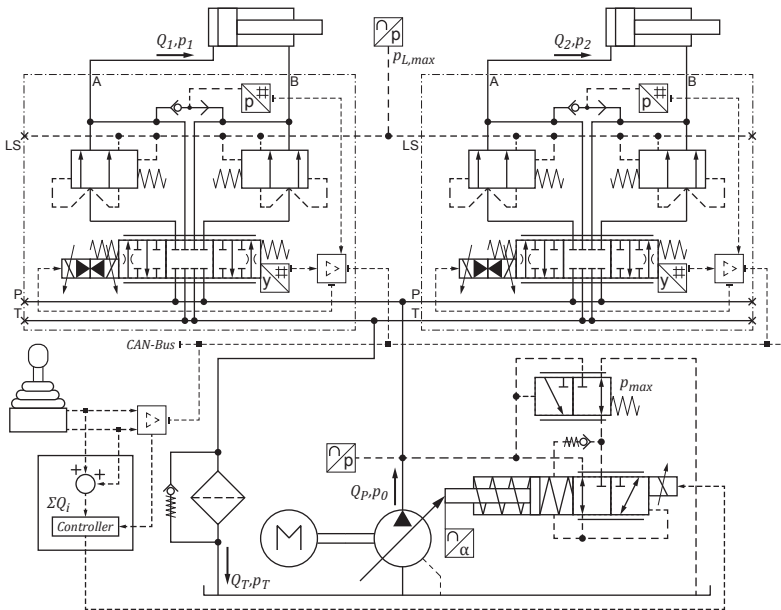 Q1,p1
Q2,p2
p
pL,max
A
B
A
B
p
p
LS
LS
y
y
P
P
T
T
CAN-Bus
pmax
p
+
+
QP,p0
ΣQi
Controller
M
α
QT,pT